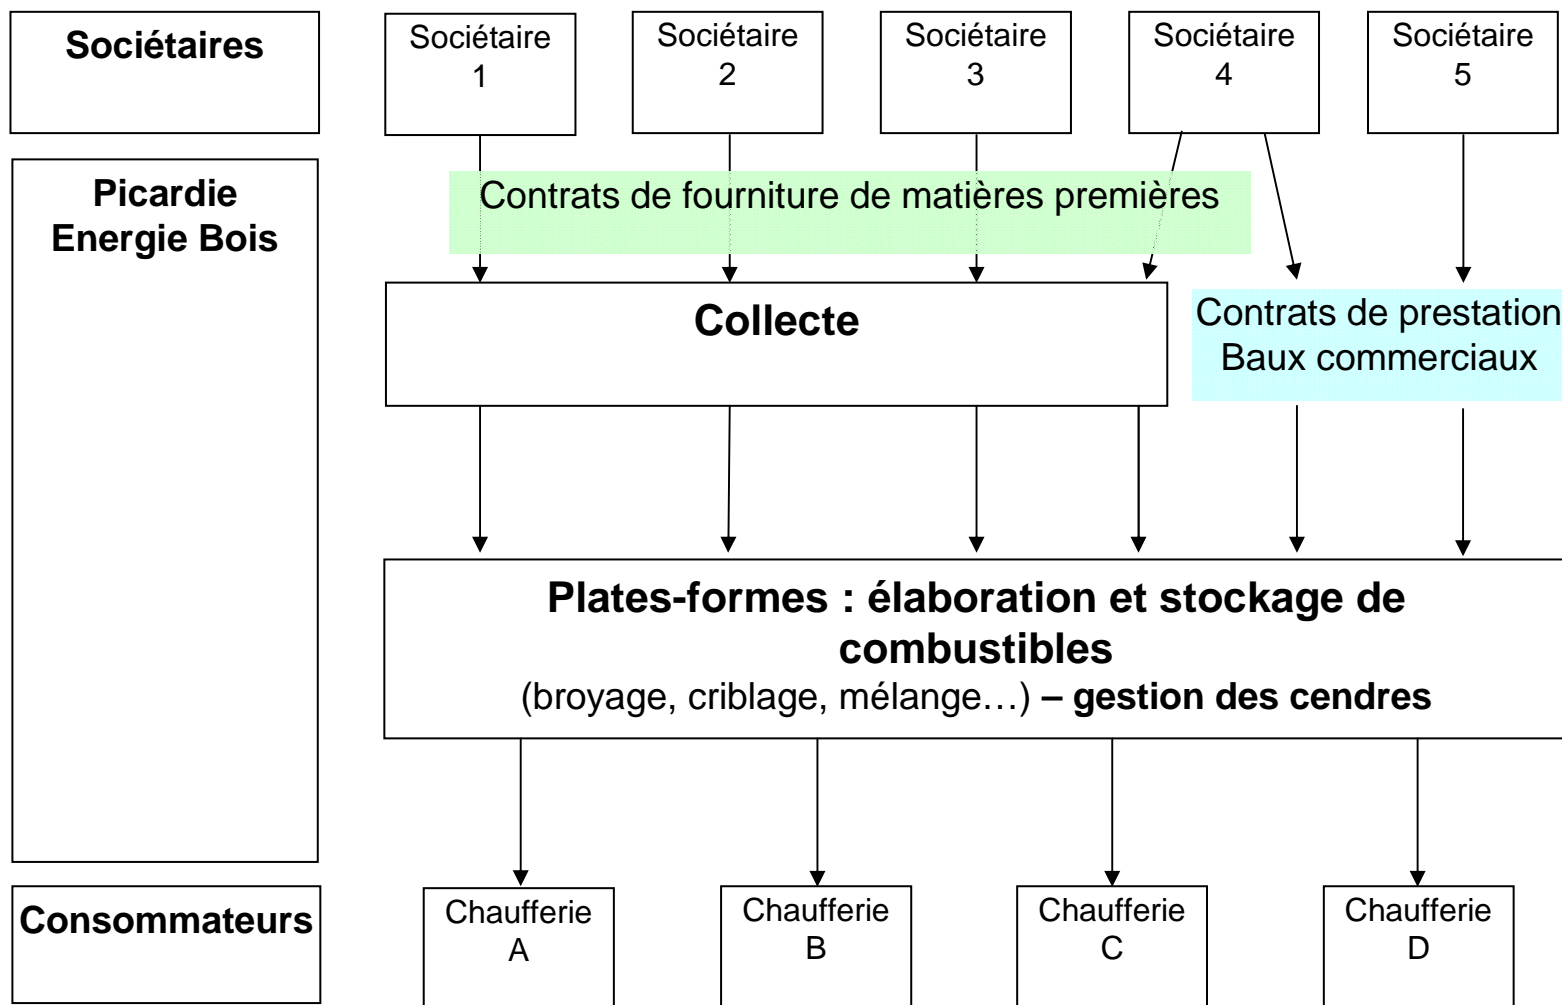 Sociétaires
Sociétaire
1
Sociétaire
2
Sociétaire
3
Sociétaire
4
Sociétaire
5
Picardie
Energie Bois
Contrats de fourniture de matières premières
Collecte
Contrats de prestation
Baux commerciaux
Plates-formes : élaboration et stockage de
combustibles
(broyage, criblage, mélange…) – gestion des cendres
Consommateurs
Chaufferie
A
Chaufferie
B
Chaufferie
C
Chaufferie
D